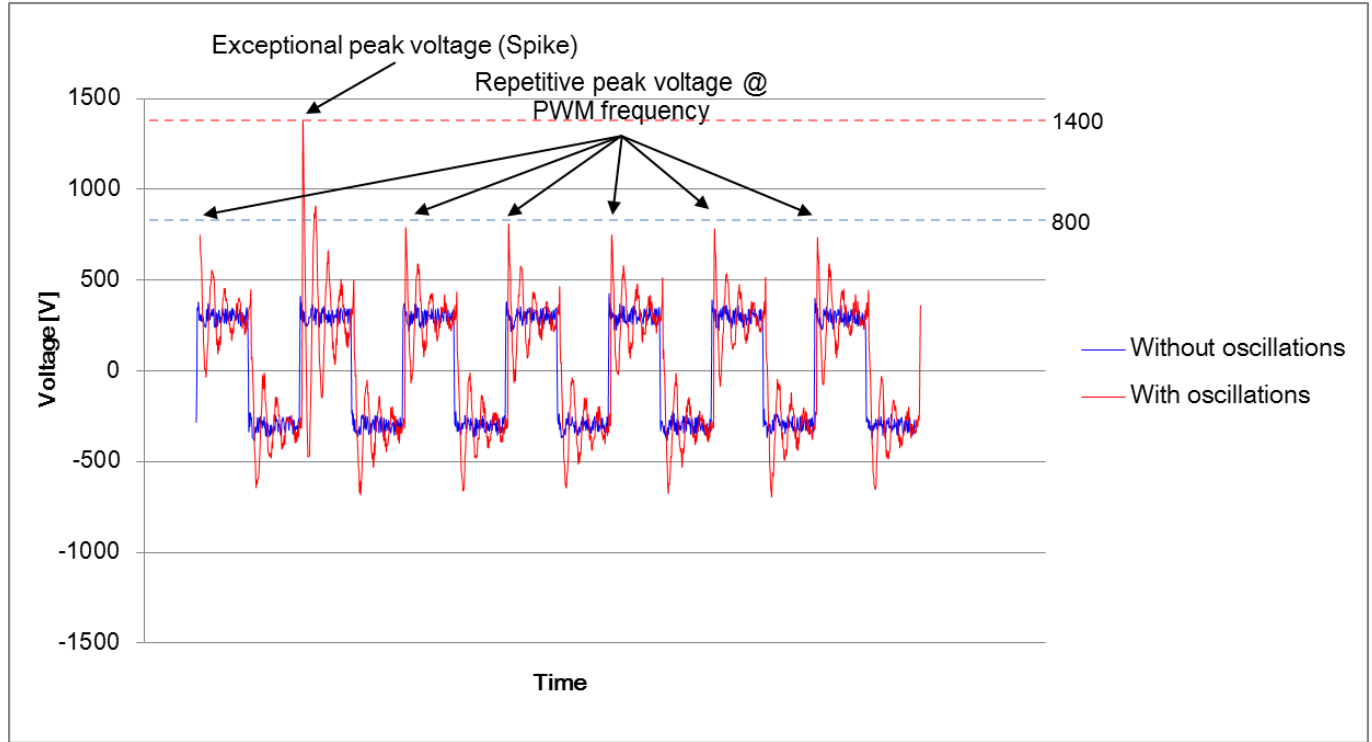 Exceptional peak voltage (Spike)
Repetitive peak voltage @
PWM frequency
1500
1000
500
0
-500
-1000
-1500
Voltage [V]
Time
1400
800
Without oscillations
With oscillations